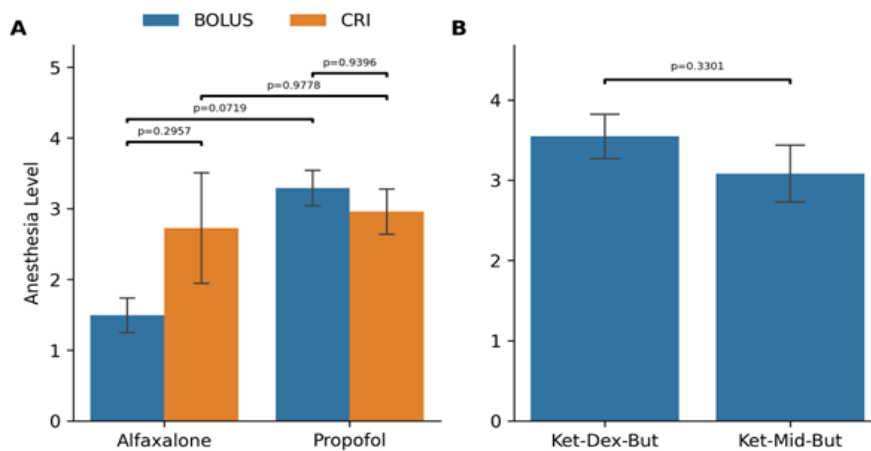 A
BOLUS CRI
B
p=0.9396
p=0.9778
p=0.0719
p=0.2957
p=0.3301
Anesthesia Level
5
4
3
2
1
0
Alfaxalone Propofol
4
3
2
1
0
Ket-Dex-But Ket-Mid-But